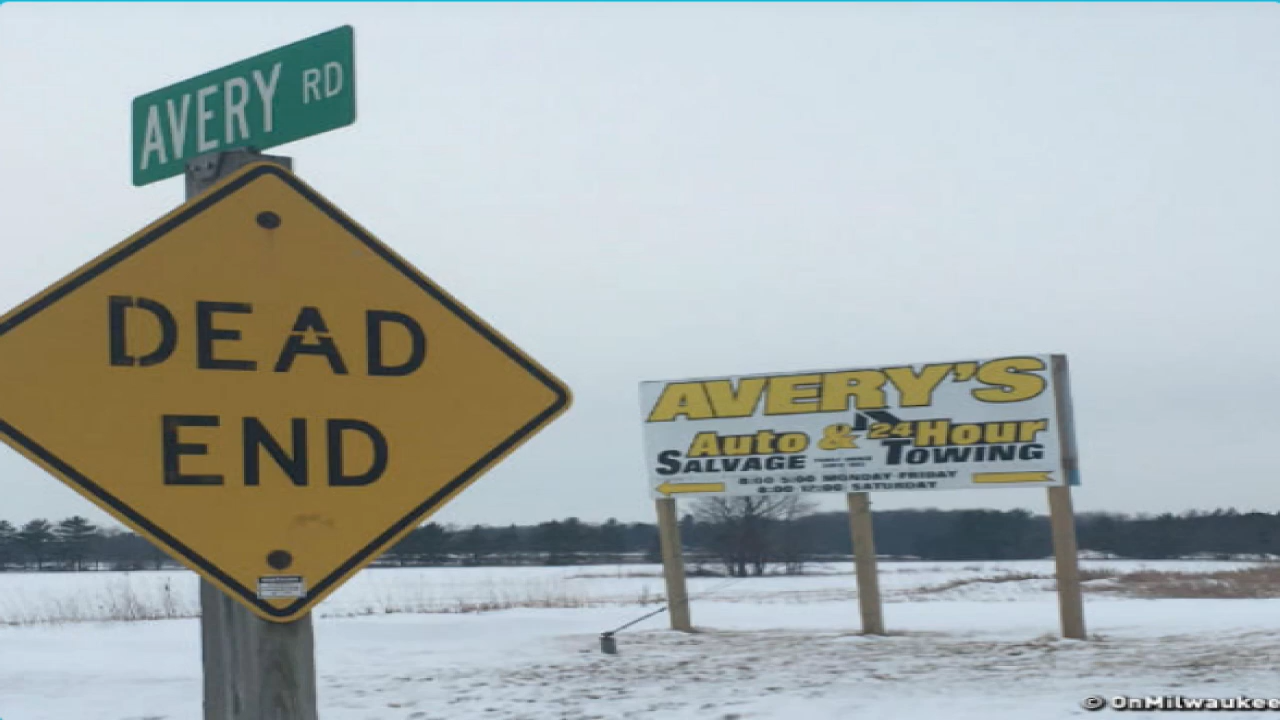 AVERY RD
DEAD
END
AVERY'S
Auto & 24 Hour
SALVAGE TOWING
8:00 5:00 MONDAY-FRIDAY
8:00 12:00 SATURDAY
© OnMilwaukee